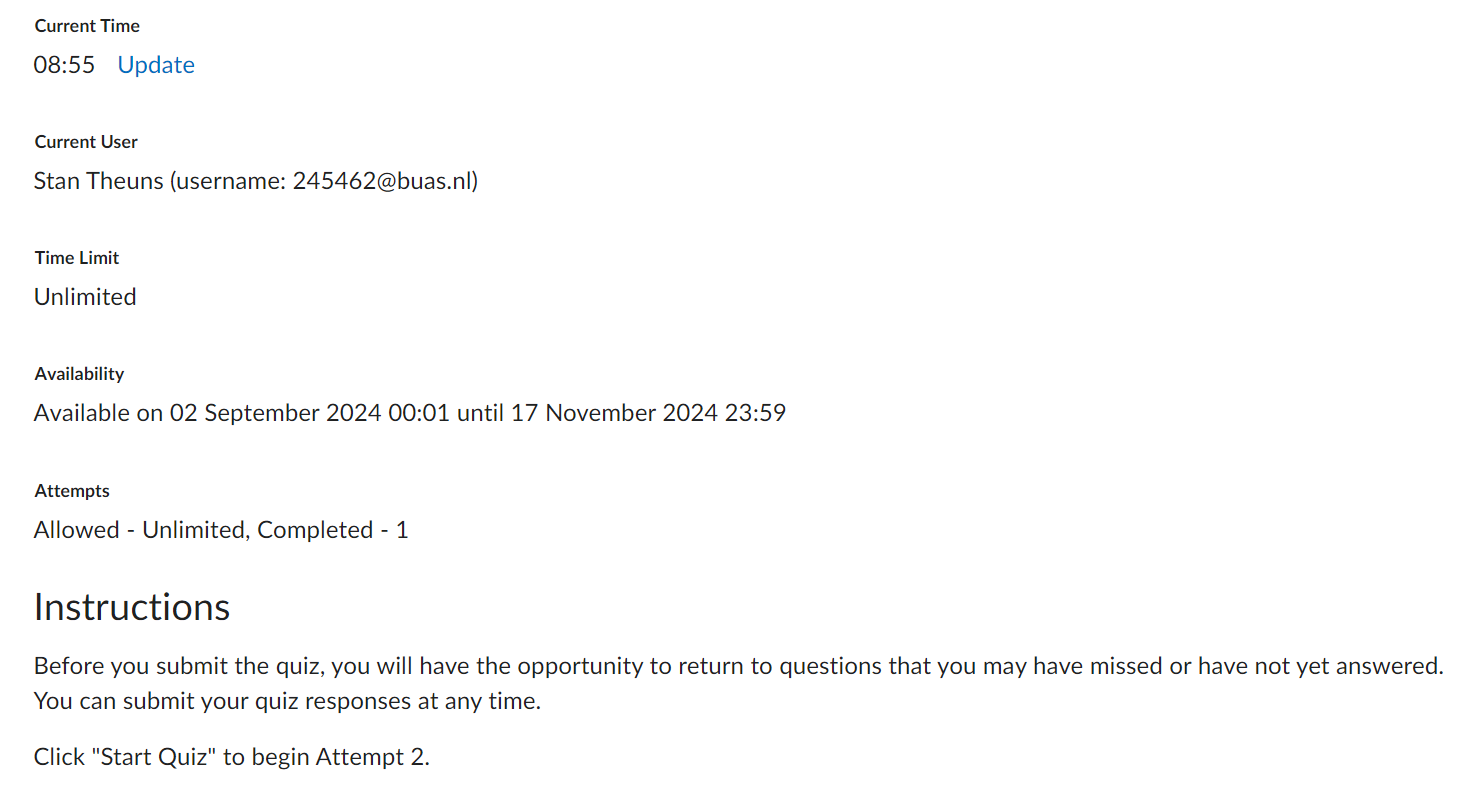 Current Time
08:55 Update
Current User
Stan Theuns (username: 245462@buas.nl)
Time Limit
Unlimited
Availability
Available on 02 September 2024 00:01 until 17 November 2024 23:59
Attempts
Allowed - Unlimited, Completed - 1
Instructions
Before you submit the quiz, you will have the opportunity to return to questions that you may have missed or have not yet answered.
You can submit your quiz responses at any time.
Click "Start Quiz" to begin Attempt 2.